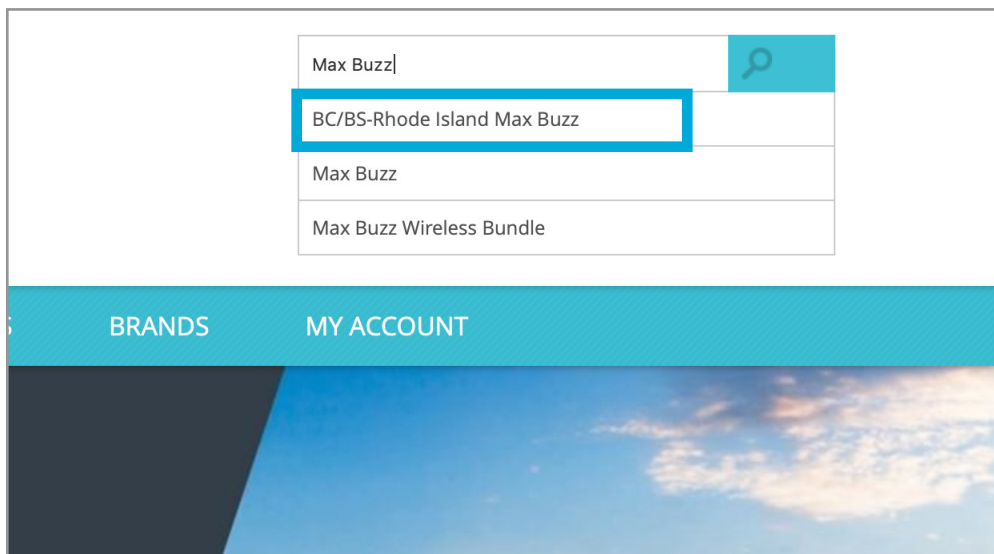 Max Buzz
BC/BS-Rhode Island Max Buzz
Max Buzz
Max Buzz Wireless Bundle
BRANDS MY ACCOUNT